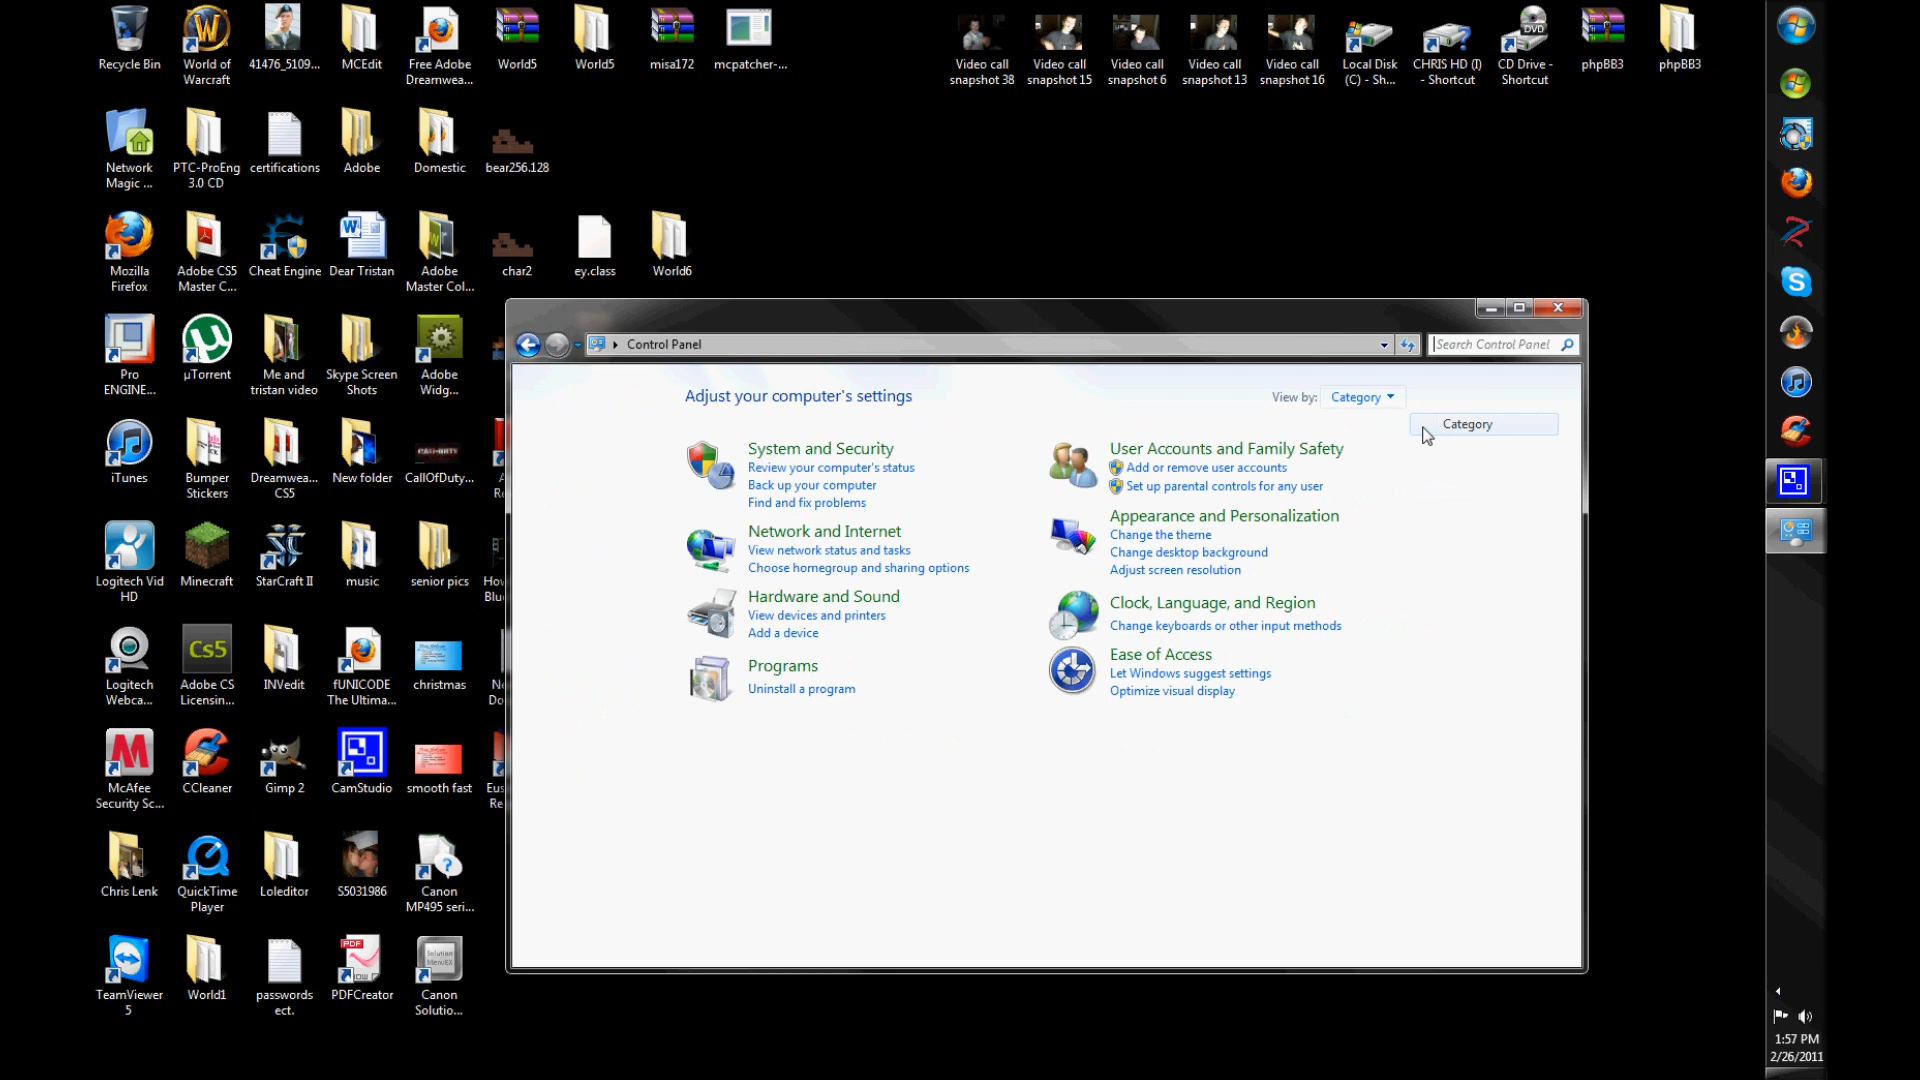 Recycle Bin
World of
Warcraft
41476_5109...
MCEdit
Free Adobe
Dreamwea...
World5
World5
misa172
mcpatcher-...
Video call
snapshot 38
Video call
snapshot 15
Video call
snapshot 6
Video call
snapshot 13
Video call
snapshot 16
Local Disk
(C) - Sh...
CHRIS HD (I)
- Shortcut
DVD
CD Drive -
Shortcut
phpBB3
phpBB3
Network
Magic ...
PTC-ProEng
3.0 CD
certifications
Adobe
Domestic
bear256.128
Mozilla
Firefox
Adobe CS5
Master C...
Cheat Engine
Dear Tristan
Adobe
Master Col...
char2
ey.class
World6
Pro
ENGINE...
µTorrent
Me and
tristan video
Skype Screen
Shots
Adobe
Widg...
iTunes
Bumper
Stickers
Dreamwea...
CS5
New folder
CallOfDuty...
Logitech Vid
HD
Minecraft
StarCraft II
music
senior pics
Logitech
Webca...
Cs5
Adobe CS
Licensin...
INVedit
fUNICODE
The Ultima...
christmas
McAfee
Security Sc...
CCleaner
Gimp 2
CamStudio
smooth fast
Chris Lenk
QuickTime
Player
Loleditor
S5031986
Canon
MP495 seri...
TeamViewer
5
World1
passwords
ect.
PDF
PDFCreator
Solution
MenuEX
Canon
Solutio...
Control Panel
Search Control Panel
Adjust your computer's settings
View by: Category
Category
System and Security
Review your computer's status
Back up your computer
Find and fix problems
Network and Internet
View network status and tasks
Choose homegroup and sharing options
Hardware and Sound
View devices and printers
Add a device
Programs
Uninstall a program
User Accounts and Family Safety
Add or remove user accounts
Set up parental controls for any user
Appearance and Personalization
Change the theme
Change desktop background
Adjust screen resolution
Clock, Language, and Region
Change keyboards or other input methods
Ease of Access
Let Windows suggest settings
Optimize visual display
1:57 PM
2/26/2011